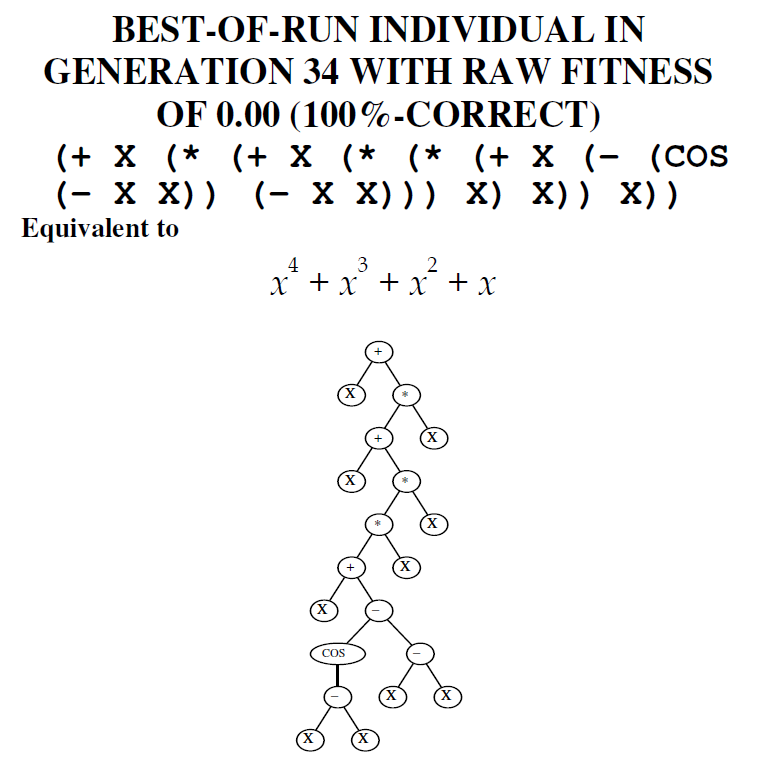 BEST-OF-RUN INDIVIDUAL IN
GENERATION 34 WITH RAW FITNESS
OF 0.00 (100%-CORRECT)
(+ X (* (+ X (* (* (+ X (- (COS
(- X X)) (- X X))) X) X)) X))
Equivalent to
x⁴ + x³ + x² + x
+
X *
+ X
X *
* X
+ X
X −
COS −
− X X
X X